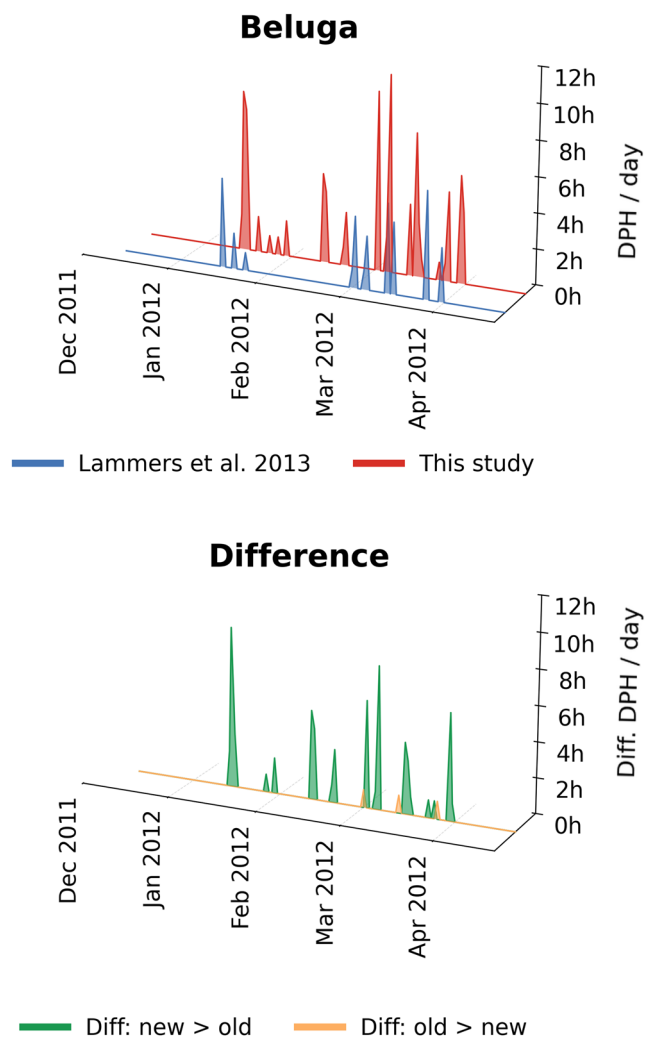 Beluga
12h
10h
8h
6h
4h
2h
0h
DPH / day
Dec 2011
Jan 2012
Feb 2012
Mar 2012
Apr 2012
Lammers et al. 2013
This study
Difference
12h
10h
8h
6h
4h
2h
0h
Diff. DPH / day
Dec 2011
Jan 2012
Feb 2012
Mar 2012
Apr 2012
Diff: new > old
Diff: old > new